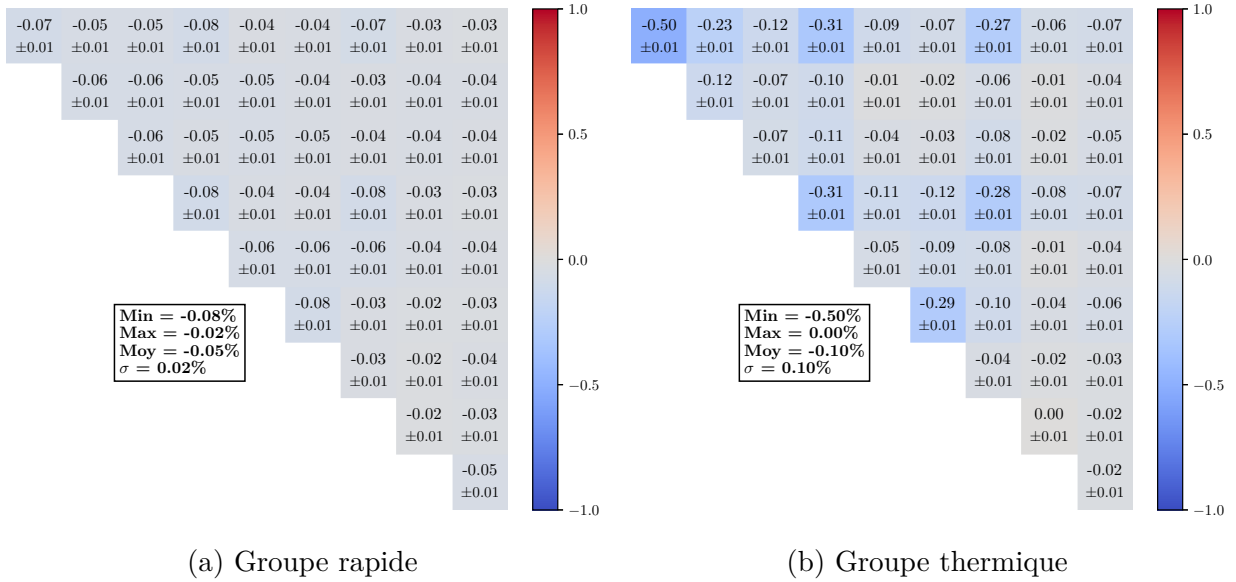 -0.07 -0.05 -0.05 -0.08 -0.04 -0.04 -0.07 -0.03 -0.03
±0.01 ±0.01 ±0.01 ±0.01 ±0.01 ±0.01 ±0.01 ±0.01 ±0.01
-0.06 -0.06 -0.05 -0.05 -0.04 -0.03 -0.04 -0.04
±0.01 ±0.01 ±0.01 ±0.01 ±0.01 ±0.01 ±0.01 ±0.01
-0.06 -0.05 -0.05 -0.05 -0.04 -0.04 -0.04
±0.01 ±0.01 ±0.01 ±0.01 ±0.01 ±0.01 ±0.01
-0.08 -0.04 -0.04 -0.08 -0.03 -0.03
±0.01 ±0.01 ±0.01 ±0.01 ±0.01 ±0.01
-0.06 -0.06 -0.06 -0.04 -0.04
±0.01 ±0.01 ±0.01 ±0.01 ±0.01
-0.08 -0.03 -0.02 -0.03
±0.01 ±0.01 ±0.01 ±0.01
-0.03 -0.02 -0.04
±0.01 ±0.01 ±0.01
-0.02 -0.03
±0.01 ±0.01
-0.05
±0.01
Min = -0.08%
Max = -0.02%
Moy = -0.05%
σ = 0.02%
1.0
0.5
0.0
−0.5
−1.0
(a) Groupe rapide
-0.50 -0.23 -0.12 -0.31 -0.09 -0.07 -0.27 -0.06 -0.07
±0.01 ±0.01 ±0.01 ±0.01 ±0.01 ±0.01 ±0.01 ±0.01 ±0.01
-0.12 -0.07 -0.10 -0.01 -0.02 -0.06 -0.01 -0.04
±0.01 ±0.01 ±0.01 ±0.01 ±0.01 ±0.01 ±0.01 ±0.01
-0.07 -0.11 -0.04 -0.03 -0.08 -0.02 -0.05
±0.01 ±0.01 ±0.01 ±0.01 ±0.01 ±0.01 ±0.01
-0.31 -0.11 -0.12 -0.28 -0.08 -0.07
±0.01 ±0.01 ±0.01 ±0.01 ±0.01 ±0.01
-0.05 -0.09 -0.08 -0.01 -0.04
±0.01 ±0.01 ±0.01 ±0.01 ±0.01
-0.29 -0.10 -0.04 -0.06
±0.01 ±0.01 ±0.01 ±0.01
-0.04 -0.02 -0.03
±0.01 ±0.01 ±0.01
0.00 -0.02
±0.01 ±0.01
-0.02
±0.01
Min = -0.50%
Max = 0.00%
Moy = -0.10%
σ = 0.10%
1.0
0.5
0.0
−0.5
−1.0
(b) Groupe thermique